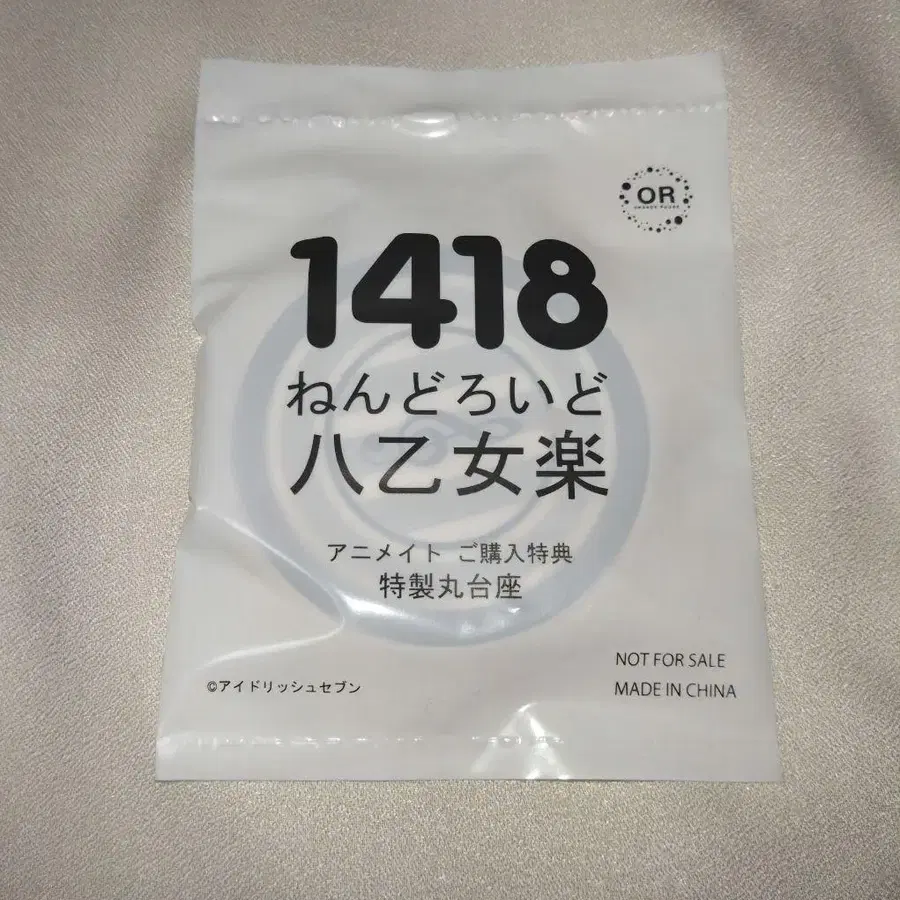 OR
ORANGE ROUGE
1418
ねんどろいど
八乙女楽
アニメイト ご購入特典
特製丸台座
NOT FOR SALE
©アイドリッシュセブン
MADE IN CHINA